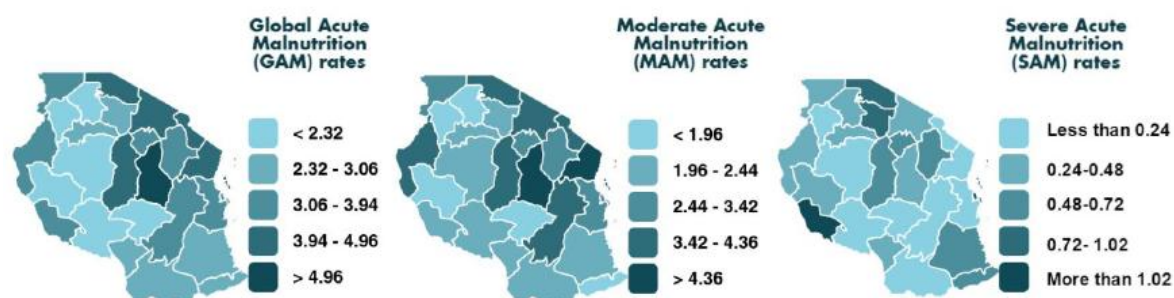 Global Acute
Malnutrition
(GAM) rates
< 2.32
2.32 - 3.06
3.06 - 3.94
3.94 - 4.96
> 4.96
Moderate Acute
Malnutrition
(MAM) rates
< 1.96
1.96 - 2.44
2.44 - 3.42
3.42 - 4.36
> 4.36
Severe Acute
Malnutrition
(SAM) rates
Less than 0.24
0.24-0.48
0.48-0.72
0.72- 1.02
More than 1.02